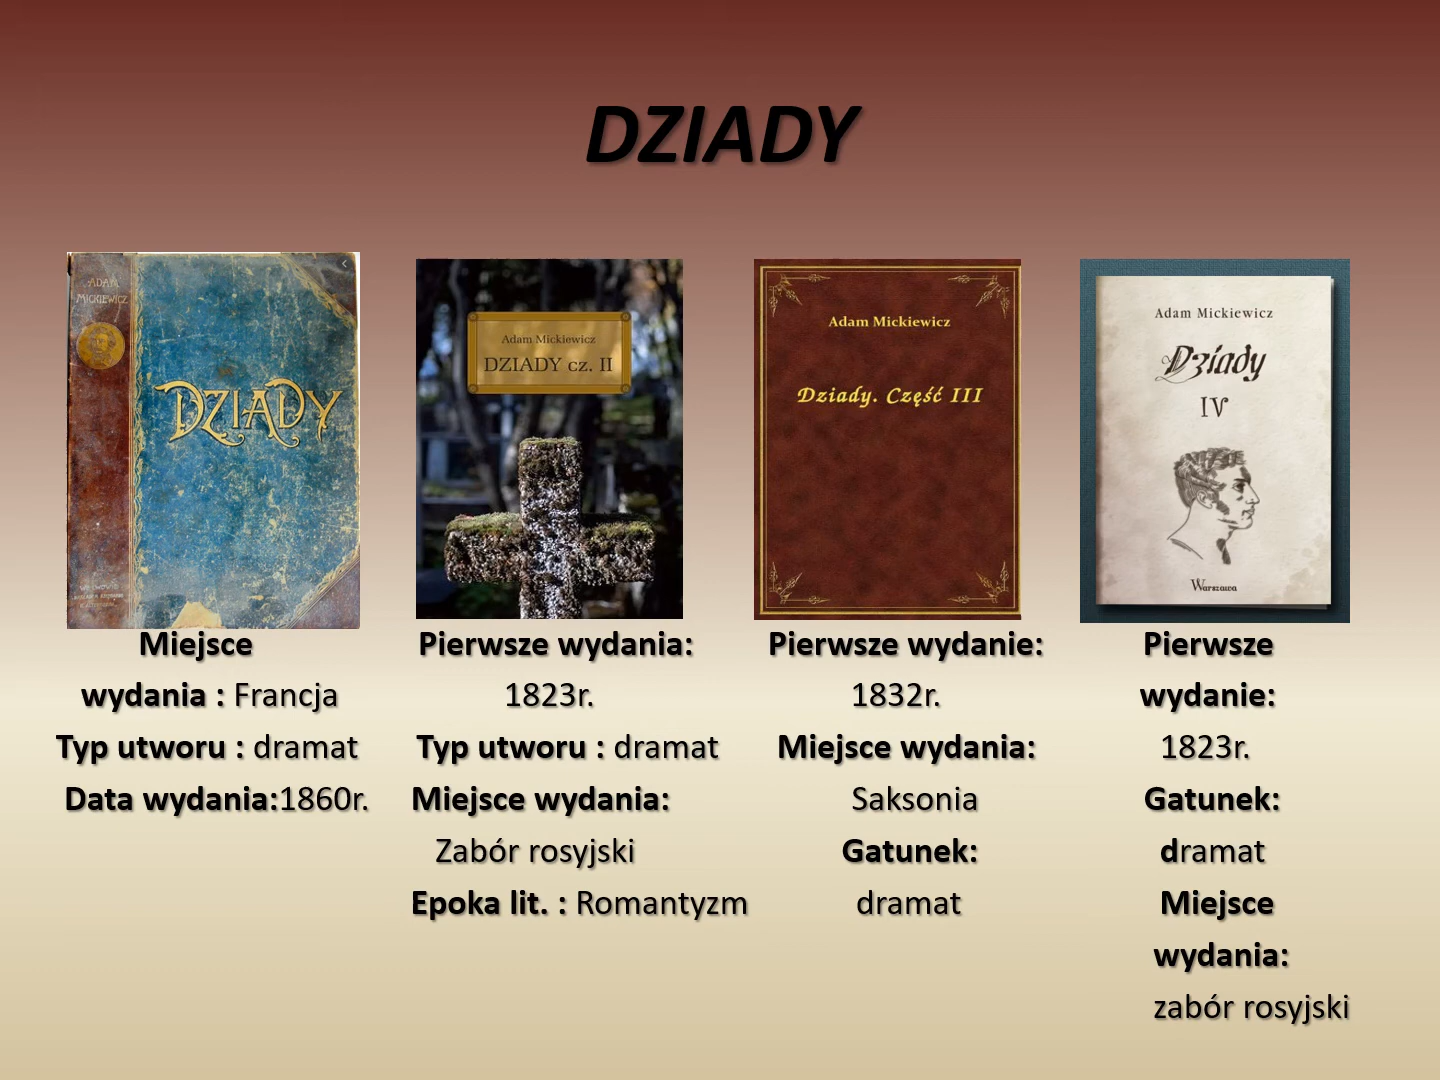 DZIADY
ADAM
MICKIEWICZ
DZIADY
Adam Mickiewicz
DZIADY cz. II
Adam Mickiewicz
Dziady. Część III
Adam Mickiewicz
Dziady
IV
Warszawa
Miejsce
wydania : Francja
Typ utworu : dramat
Data wydania:1860r.
Pierwsze wydania:
1823r.
Typ utworu : dramat
Miejsce wydania:
Zabór rosyjski
Epoka lit. : Romantyzm
Pierwsze wydanie:
1832r.
Miejsce wydania:
Saksonia
Gatunek:
dramat
Pierwsze
wydanie:
1823r.
Gatunek:
dramat
Miejsce
wydania:
zabór rosyjski